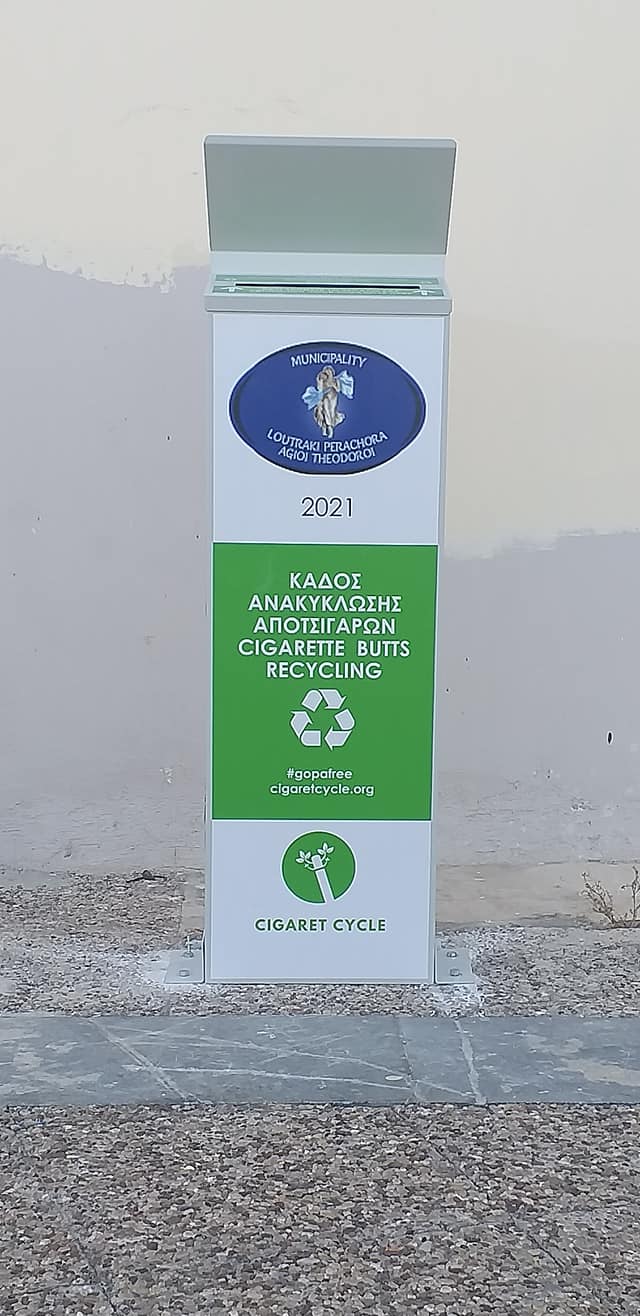 MUNICIPALITY
LOUTRAKI PERACHORA
AGIOI THEODOROI
2021
ΚΑΔΟΣ
ΑΝΑΚΥΚΛΩΣΗΣ
ΑΠΟΤΣΙΓΑΡΩΝ
CIGARETTE BUTTS
RECYCLING
#gopafree
cigaretcycle.org
CIGARET CYCLE